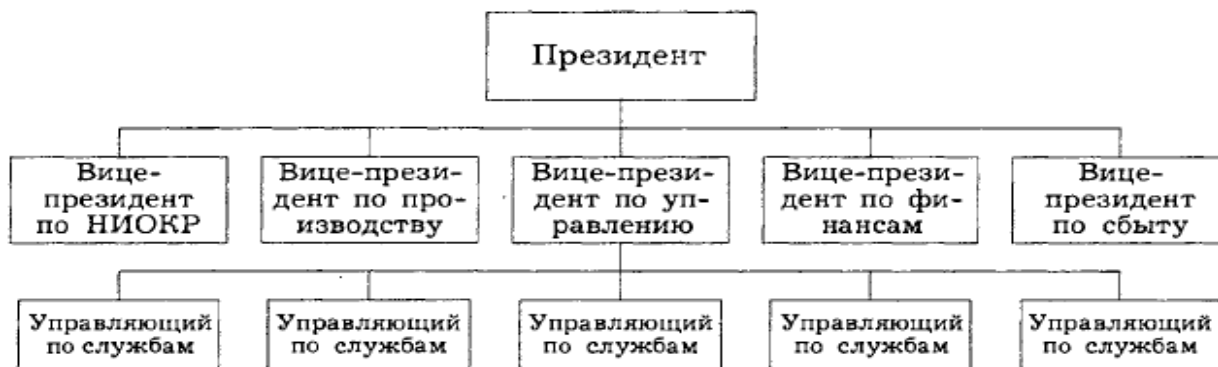 Президент
Вице-
президент
по НИОКР
Вице-прези-
дент по про-
изводству
Вице-прези-
дент по уп-
равлению
Вице-прези-
дент по фи-
нансам
Вице-
президент
по сбыту
Управляющий
по службам
Управляющий
по службам
Управляющий
по службам
Управляющий
по службам
Управляющий
по службам